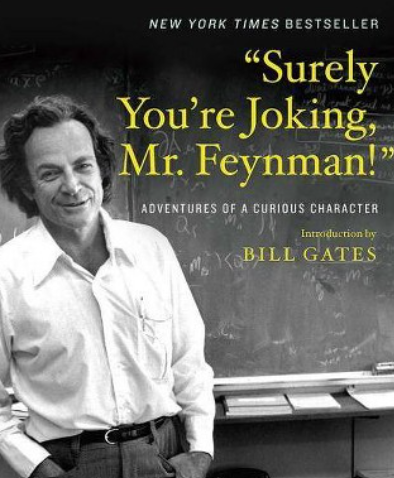 NEW YORK TIMES BESTSELLER
“Surely
You’re Joking,
Mr. Feynman!”
ADVENTURES OF A CURIOUS CHARACTER
Introduction by
BILL GATES